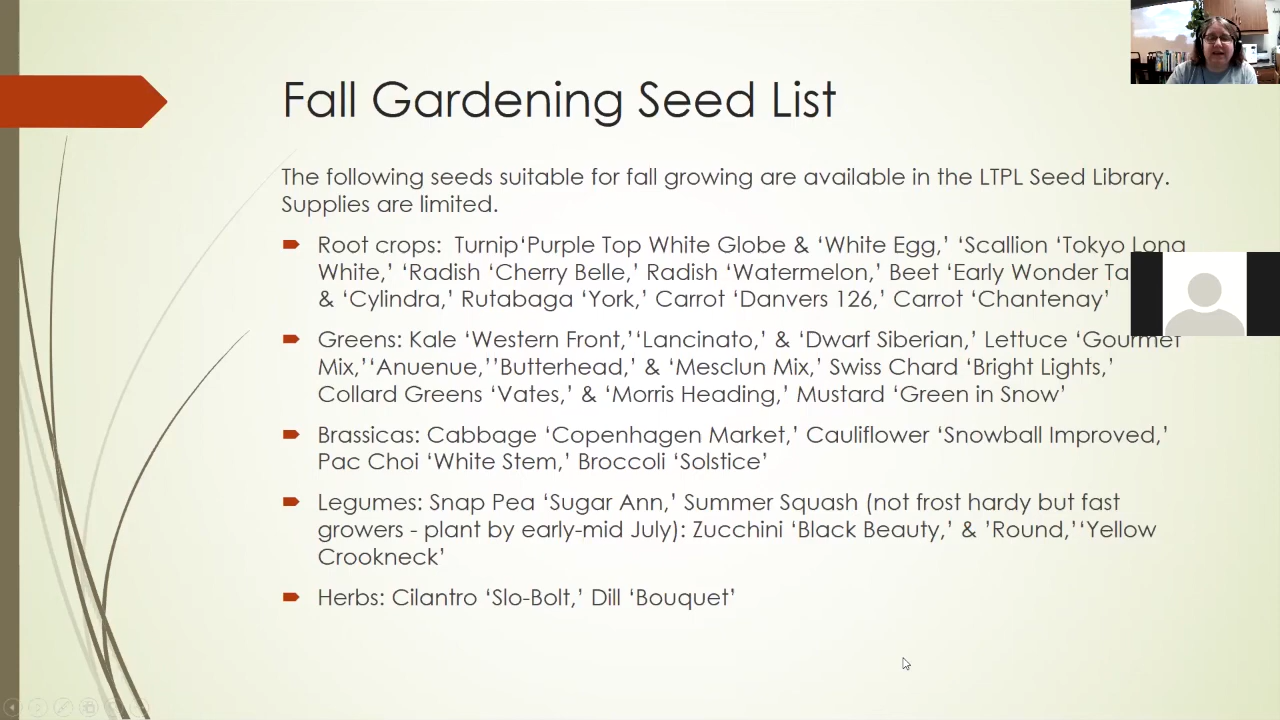 Fall Gardening Seed List
The following seeds suitable for fall growing are available in the LTPL Seed Library.
Supplies are limited.
Root crops:  Turnip‘Purple Top White Globe & ‘White Egg,’ ‘Scallion ‘Tokyo Long
White,’ ‘Radish ‘Cherry Belle,’ Radish ‘Watermelon,’ Beet ‘Early Wonder
& ‘Cylindra,’ Rutabaga ‘York,’ Carrot ‘Danvers 126,’ Carrot ‘Chantenay’
Greens: Kale ‘Western Front,’‘Lancinato,’ & ‘Dwarf Siberian,’ Lettuce ‘Gourmet
Mix,’‘Anuenue,’’Butterhead,’ & ‘Mesclun Mix,’ Swiss Chard ‘Bright Lights,’
Collard Greens ‘Vates,’ & ‘Morris Heading,’ Mustard ‘Green in Snow’
Brassicas: Cabbage ‘Copenhagen Market,’ Cauliflower ‘Snowball Improved,’
Pac Choi ‘White Stem,’ Broccoli ‘Solstice’
Legumes: Snap Pea ‘Sugar Ann,’ Summer Squash (not frost hardy but fast
growers - plant by early-mid July): Zucchini ‘Black Beauty,’ & ’Round,’‘Yellow
Crookneck’
Herbs: Cilantro ‘Slo-Bolt,’ Dill ‘Bouquet’